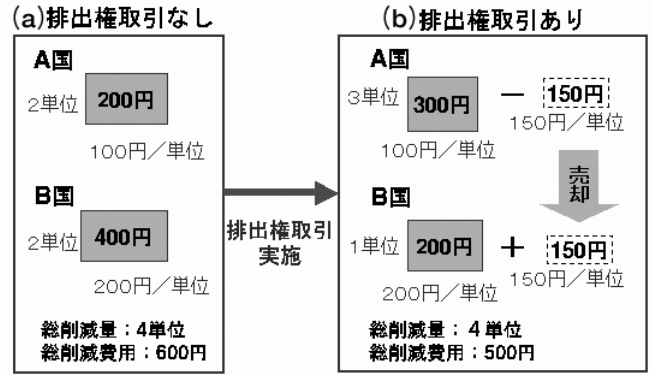 (a)排出権取引なし
A国
2単位 200円
100円／単位
B国
2単位 400円
200円／単位
総削減量：4単位
総削減費用：600円
排出権取引
実施
(b)排出権取引あり
A国
3単位 300円 － 150円
100円／単位 150円／単位
売却
B国
1単位 200円 ＋ 150円
200円／単位 150円／単位
総削減量：４単位
総削減費用：500円